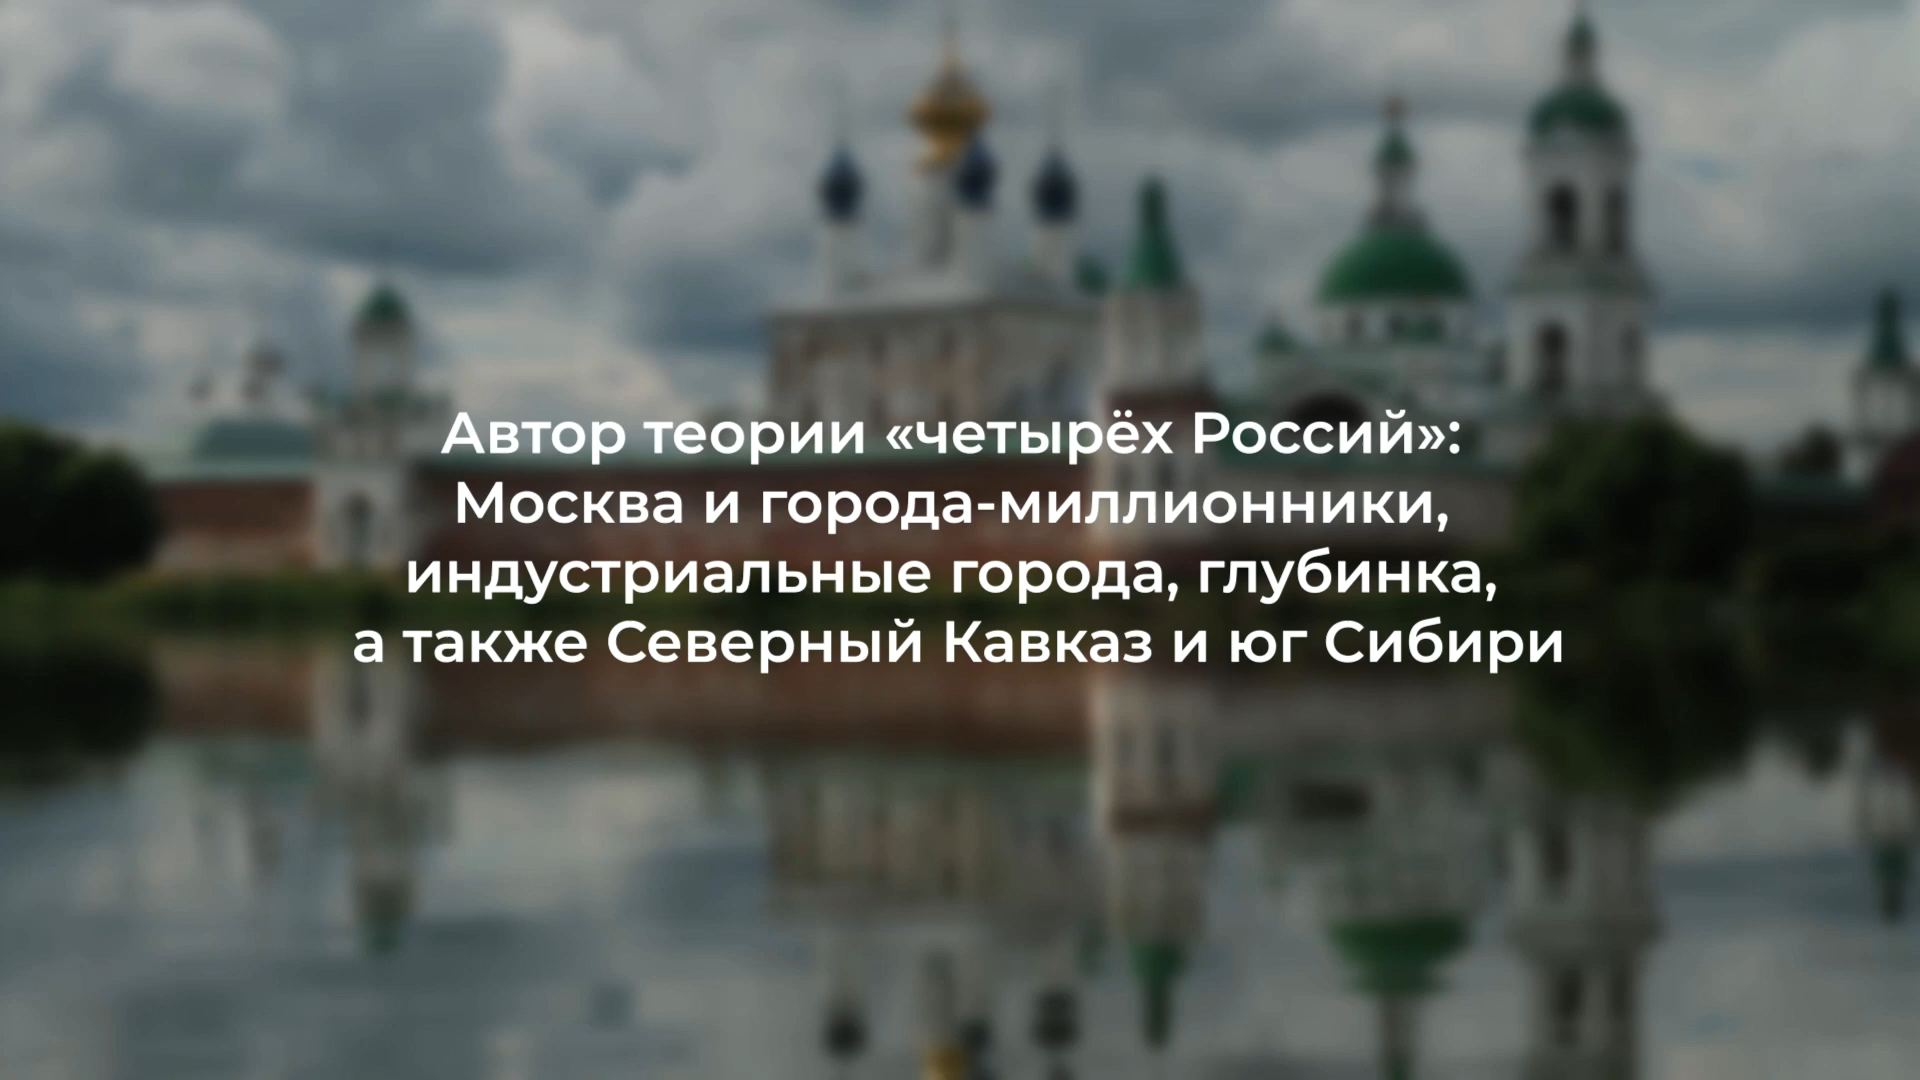 Автор теории «четырёх Россий»:
Москва и города-миллионники,
индустриальные города, глубинка,
а также Северный Кавказ и юг Сибири